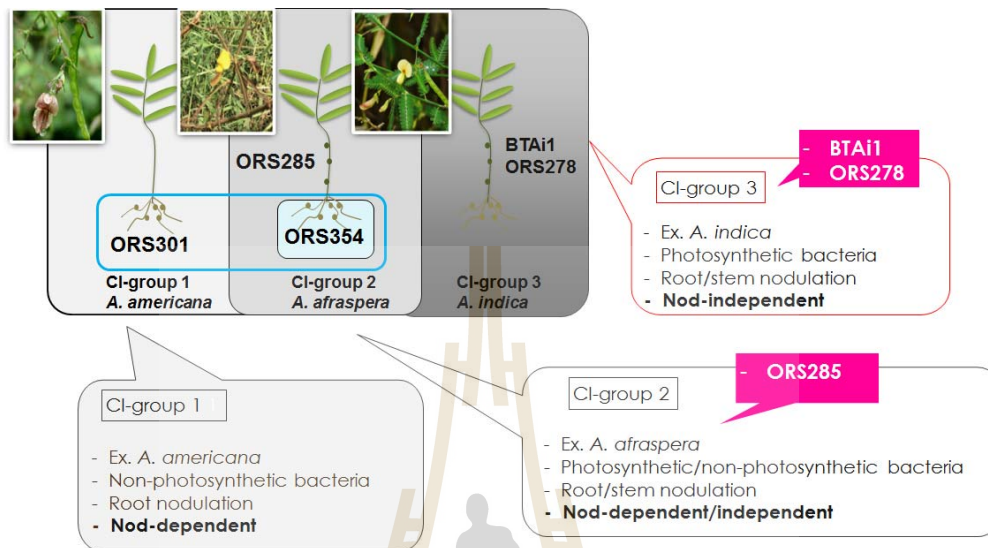 ORS285
BTAi1
ORS278
ORS301
ORS354
CI-group 1
A. americana
CI-group 2
A. afraspera
CI-group 3
A. indica
- BTAi1
- ORS278
CI-group 3
- Ex. A. indica
- Photosynthetic bacteria
- Root/stem nodulation
- Nod-independent
CI-group 1
- Ex. A. americana
- Non-photosynthetic bacteria
- Root nodulation
- Nod-dependent
- ORS285
CI-group 2
- Ex. A. afraspera
- Photosynthetic/non-photosynthetic bacteria
- Root/stem nodulation
- Nod-dependent/independent